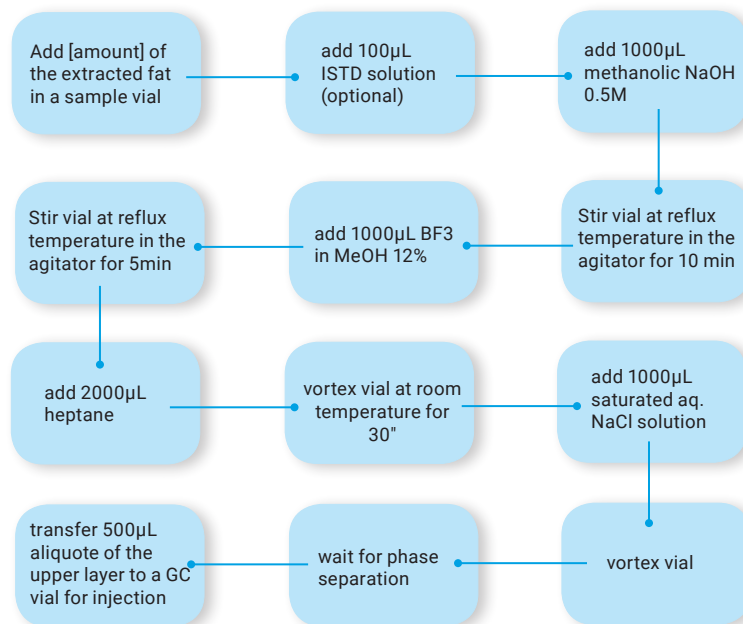 Add [amount] of
the extracted fat
in a sample vial
add 100µL
ISTD solution
(optional)
add 1000µL
methanolic NaOH
0.5M
Stir vial at reflux
temperature in the
agitator for 10 min
add 1000µL BF3
in MeOH 12%
Stir vial at reflux
temperature in the
agitator for 5min
add 2000µL
heptane
vortex vial at room
temperature for
30"
add 1000µL
saturated aq.
NaCl solution
vortex vial
wait for phase
separation
transfer 500µL
aliquote of the
upper layer to a GC
vial for injection